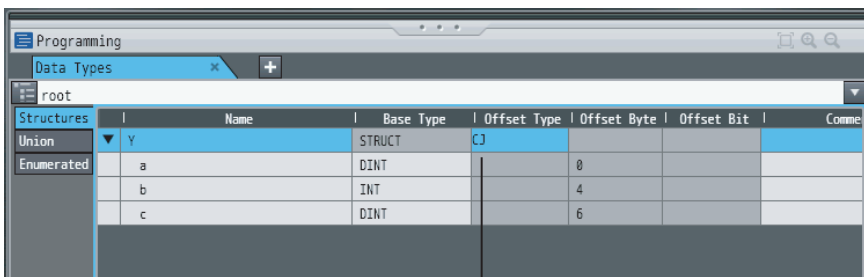 Programming
Data Types × +
root
Structures Name Base Type Offset Type Offset Byte Offset Bit Comme
Union ▼ Y STRUCT CJ
Enumerated a DINT 0
b INT 4
c DINT 6